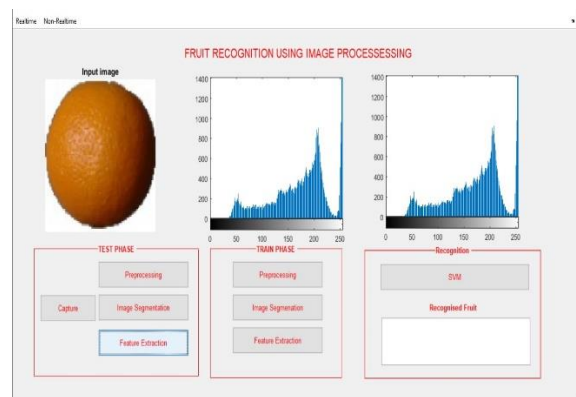 Realtime Non-Realtime
FRUIT RECOGNITION USING IMAGE PROCESSESSING
Input image
1400
1200
1000
800
600
400
200
0
0 50 100 150 200 250
1400
1200
1000
800
600
400
200
0
0 50 100 150 200 250
TEST PHASE
Preprocessing
Capture
Image Segmentation
Feature Extraction
TRAIN PHASE
Preprocessing
Image Segmenation
Feature Extraction
Recognition
SVM
Recognised Fruit